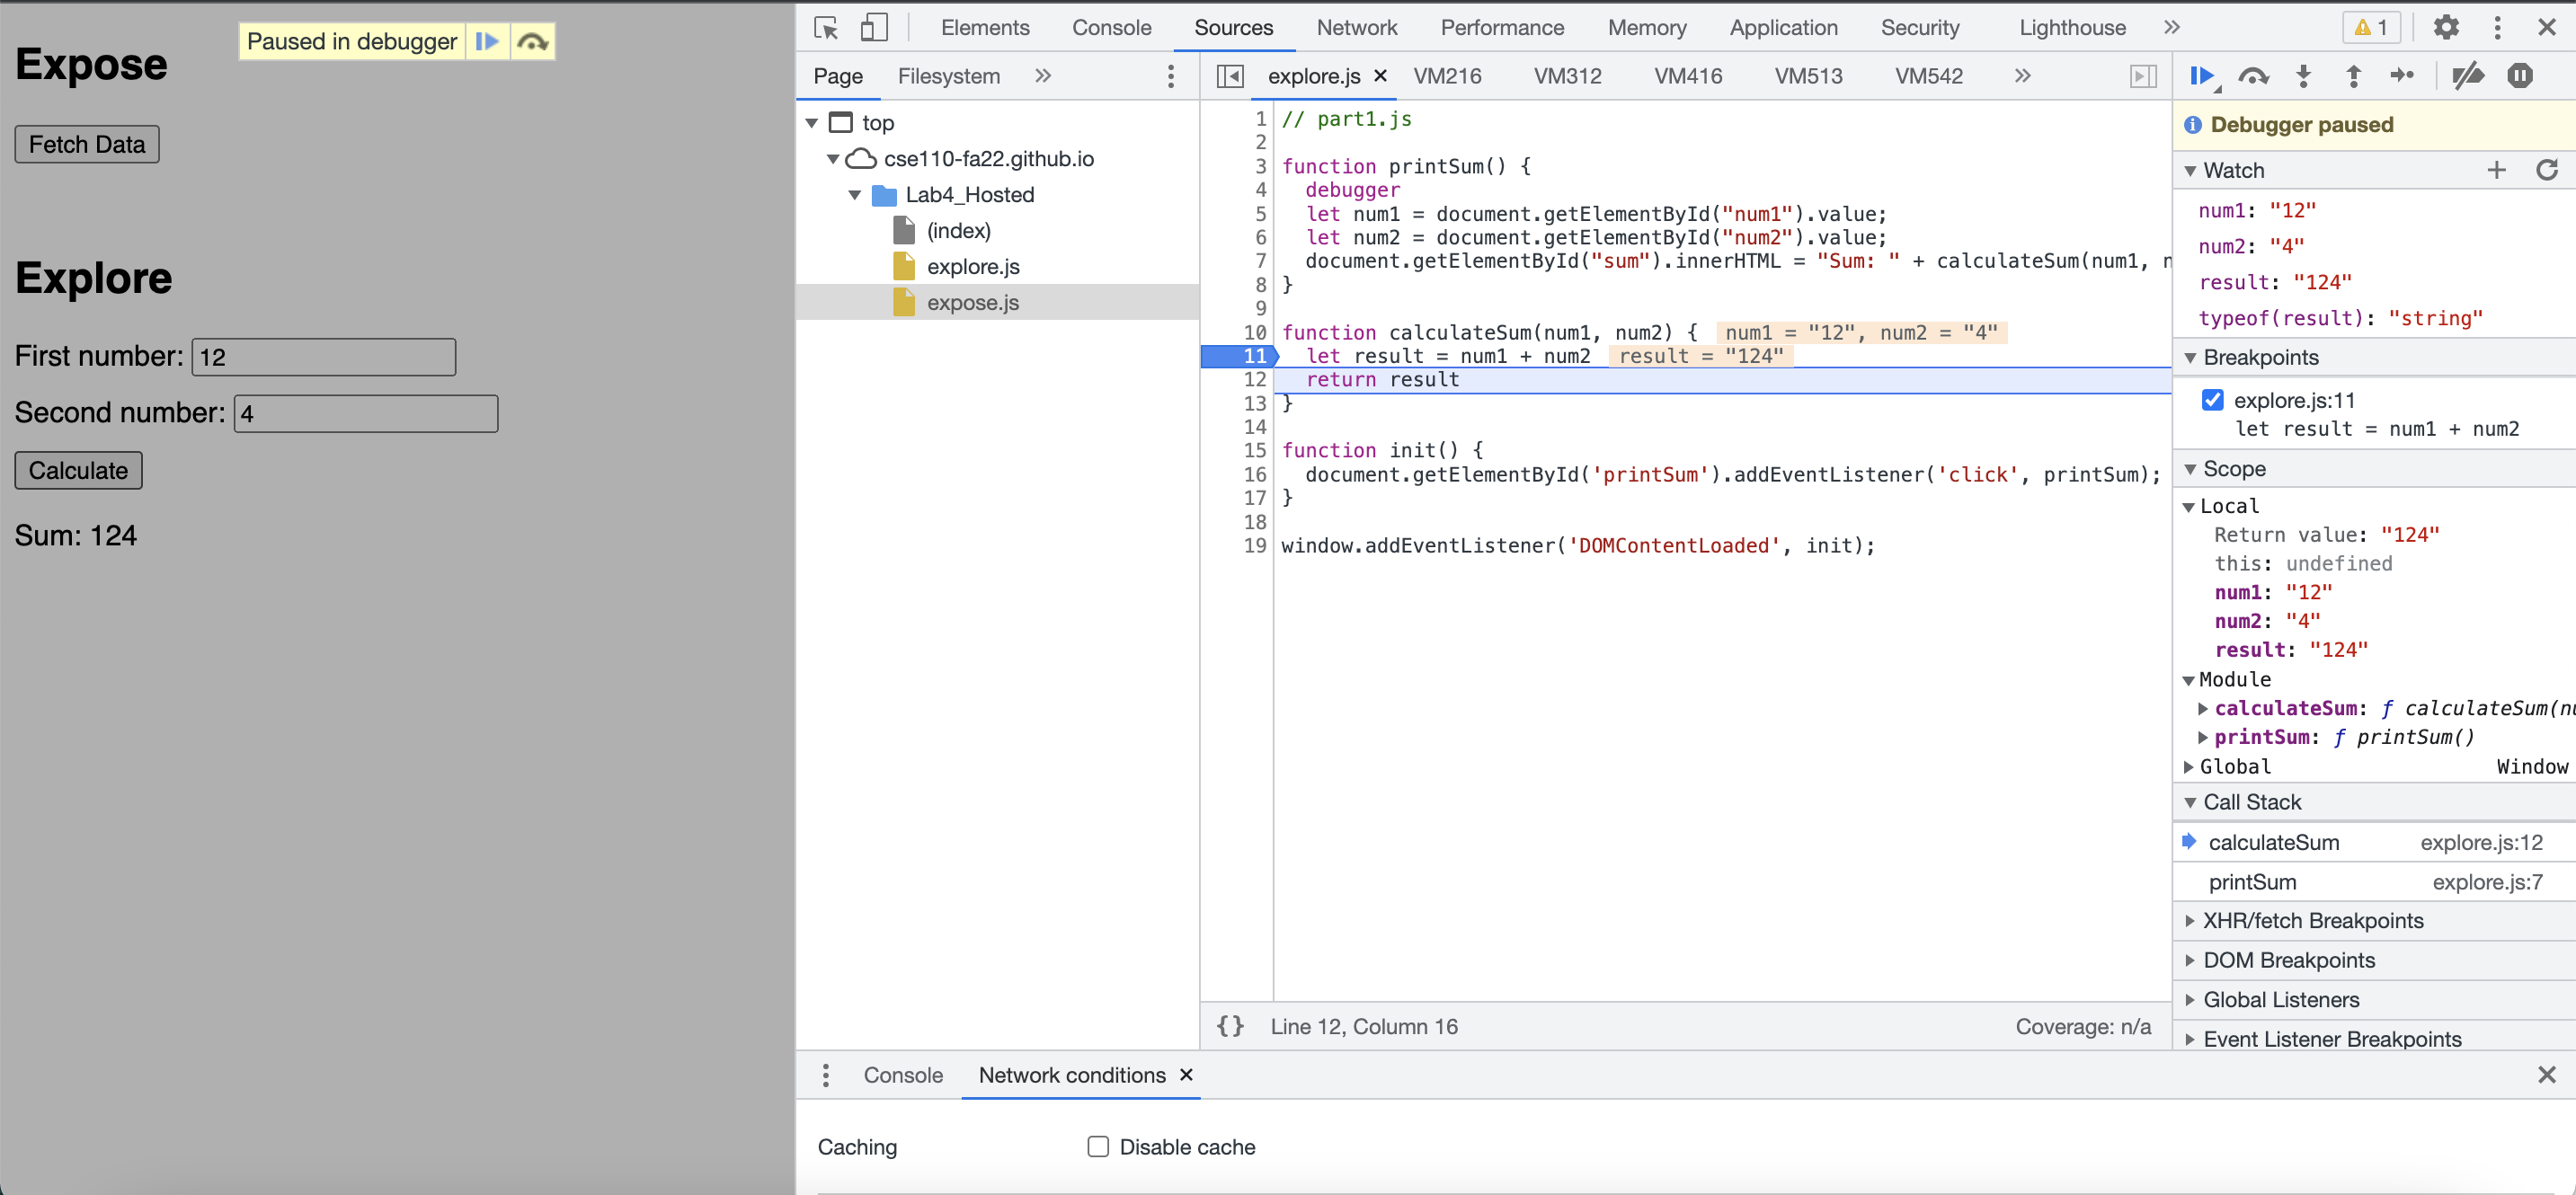 Expose
Paused in debugger
Fetch Data
Explore
First number: 12
Second number: 4
Calculate
Sum: 124
Elements Console Sources Network Performance Memory Application Security Lighthouse 1
Page Filesystem
top
cse110-fa22.github.io
Lab4_Hosted
(index)
explore.js
expose.js
explore.js VM216 VM312 VM416 VM513 VM542
1 // part1.js
2
3 function printSum() {
4 debugger
5 let num1 = document.getElementById("num1").value;
6 let num2 = document.getElementById("num2").value;
7 document.getElementById("sum").innerHTML = "Sum: " + calculateSum(num1, n
8 }
9
10 function calculateSum(num1, num2) { num1 = "12", num2 = "4"
11 let result = num1 + num2 result = "124"
12 return result
13 }
14
15 function init() {
16 document.getElementById('printSum').addEventListener('click', printSum);
17 }
18
19 window.addEventListener('DOMContentLoaded', init);
{} Line 12, Column 16 Coverage: n/a
Debugger paused
Watch
num1: "12"
num2: "4"
result: "124"
typeof(result): "string"
Breakpoints
explore.js:11
let result = num1 + num2
Scope
Local
Return value: "124"
this: undefined
num1: "12"
num2: "4"
result: "124"
Module
calculateSum: ƒ calculateSum(nu
printSum: ƒ printSum()
Global Window
Call Stack
calculateSum explore.js:12
printSum explore.js:7
XHR/fetch Breakpoints
DOM Breakpoints
Global Listeners
Event Listener Breakpoints
Console Network conditions
Caching Disable cache